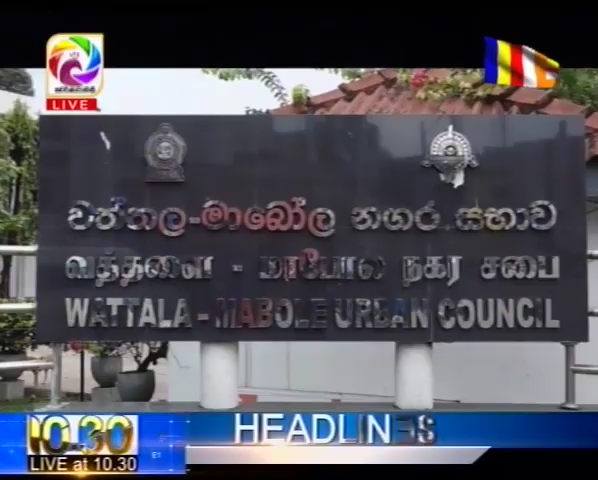 LIVE
වත්තල-මාබෝල නගර සභාව
வத்தளை - மாபோல நகர சபை
WATTALA - MABOLE URBAN COUNCIL
10.30
HEADLINES
LIVE at 10.30